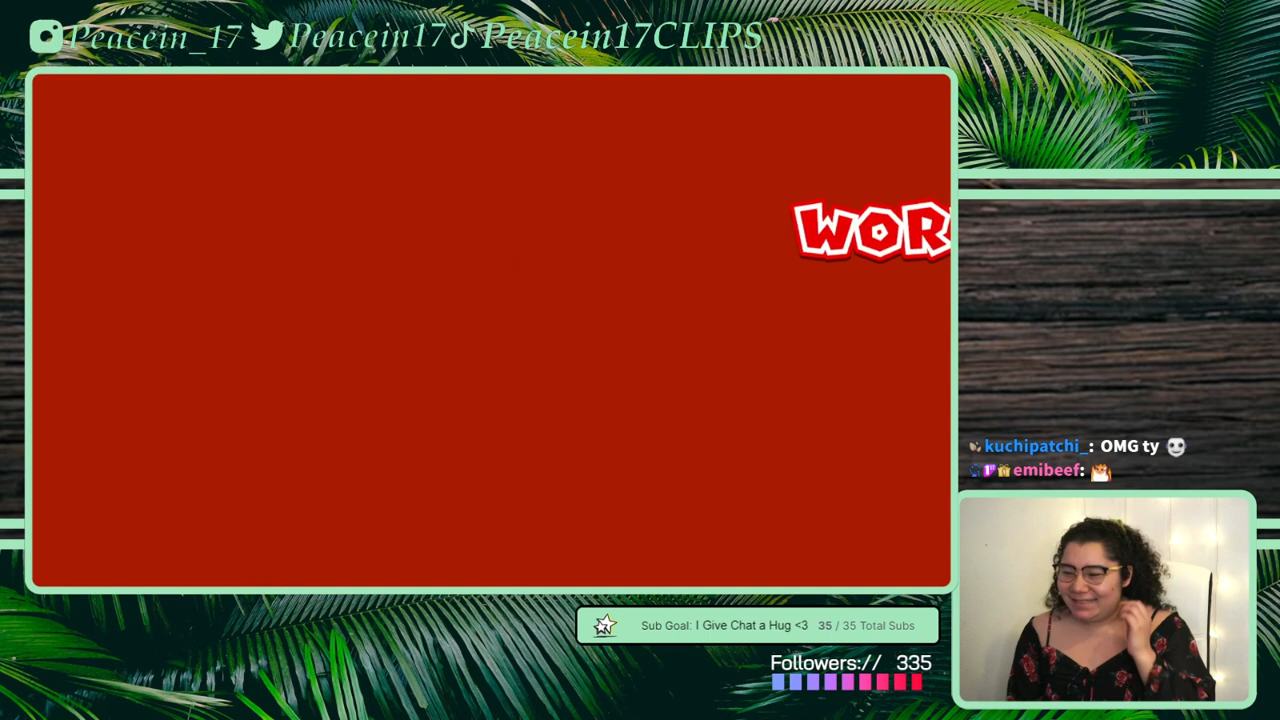 Peacein_17 Peacein17 Peacein17CLIPS
WOR
kuchipatchi_: OMG ty
emibeef:
Sub Goal: I Give Chat a Hug <3 35 / 35 Total Subs
Followers:// 335